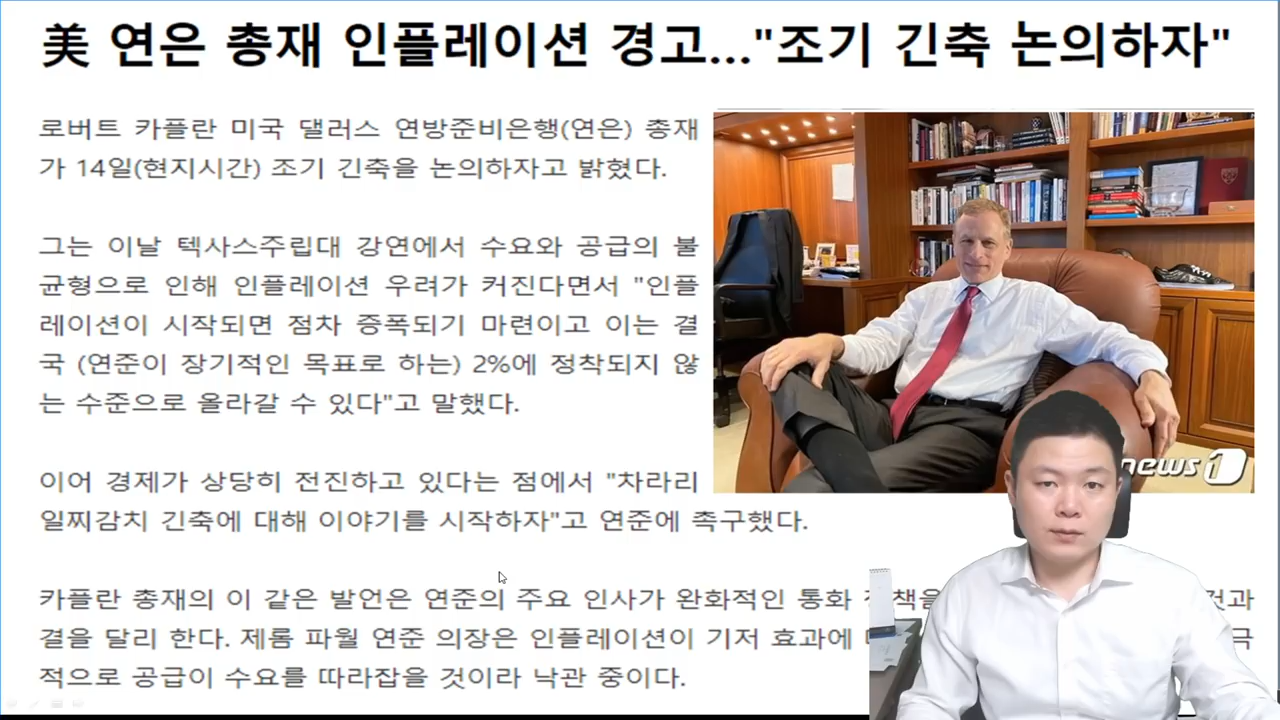 美 연은 총재 인플레이션 경고..."조기 긴축 논의하자"
로버트 카플란 미국 댈러스 연방준비은행(연은) 총재
가 14일(현지시간) 조기 긴축을 논의하자고 밝혔다.
그는 이날 텍사스주립대 강연에서 수요와 공급의 불
균형으로 인해 인플레이션 우려가 커진다면서 "인플
레이션이 시작되면 점차 증폭되기 마련이고 이는 결
국 (연준이 장기적인 목표로 하는) 2%에 정착되지 않
는 수준으로 올라갈 수 있다"고 말했다.
이어 경제가 상당히 전진하고 있다는 점에서 "차라리
일찌감치 긴축에 대해 이야기를 시작하자"고 연준에 촉구했다.
카플란 총재의 이 같은 발언은 연준의 주요 인사가 완화적인 통화
결을 달리 한다. 제롬 파월 연준 의장은 인플레이션이 기저 효과에
적으로 공급이 수요를 따라잡을 것이라 낙관 중이다.
news1